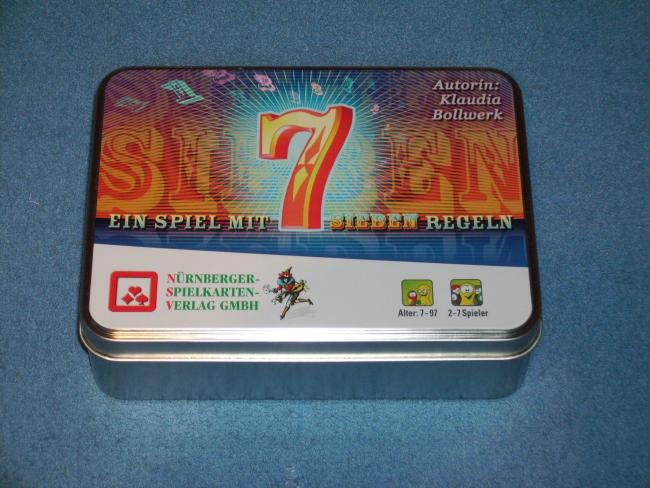 Autorin:
Klaudia
Bollwerk
SIEBEN
7
EIN SPIEL MIT SIEBEN REGELN
NÜRNBERGER-
SPIELKARTEN-
VERLAG GMBH
Alter: 7-97 2-7 Spieler